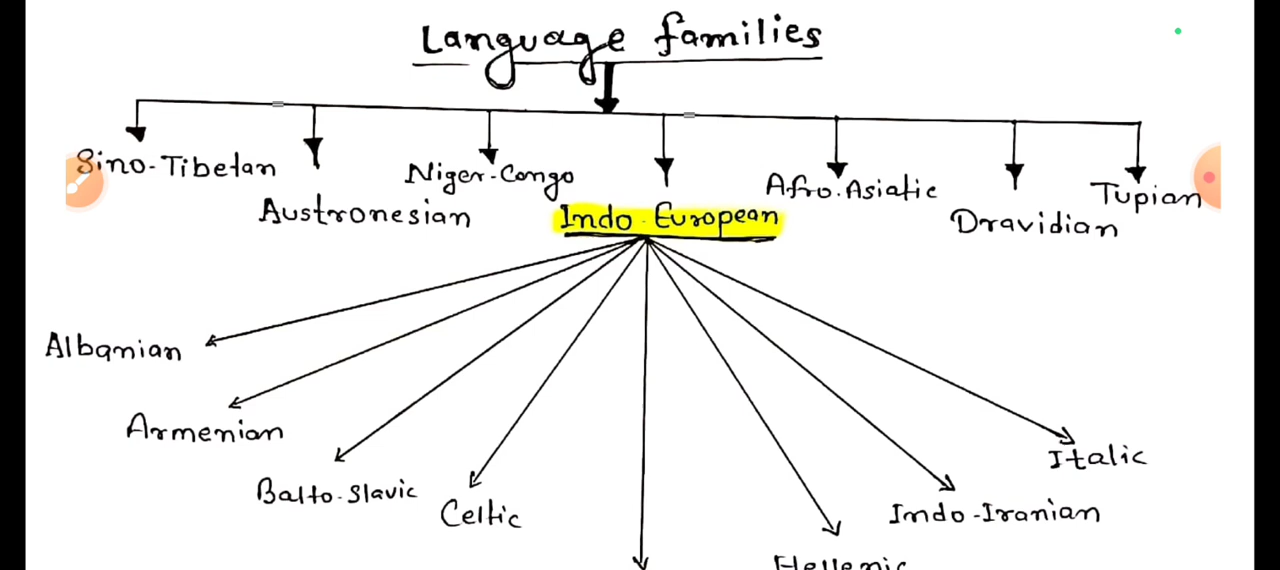 Language families
Sino-Tibetan
Austronesian
Niger-Congo
Indo-European
Afro-Asiatic
Dravidian
Tupian
Albanian
Armenian
Balto-Slavic
Celtic
Hellenic
Indo-Iranian
Italic